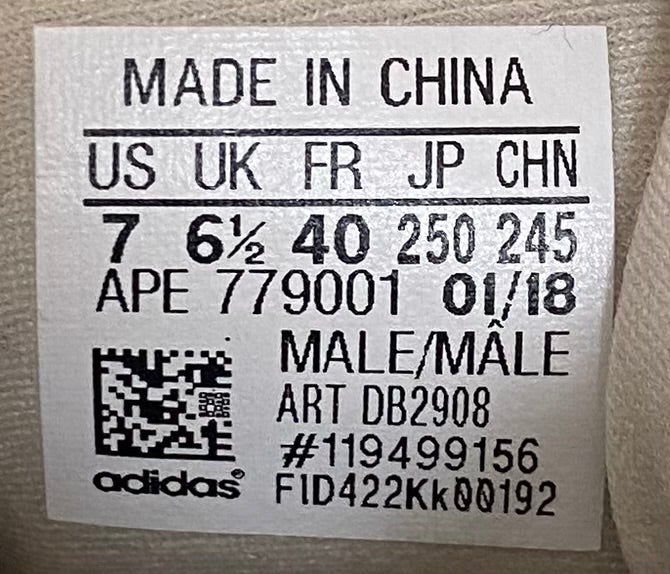 MADE IN CHINA
US UK FR JP CHN
7 6½ 40 250 245
APE 779001 01/18
MALE/MÂLE
ART DB2908
#119499156
adidas®
FID422Kk00192